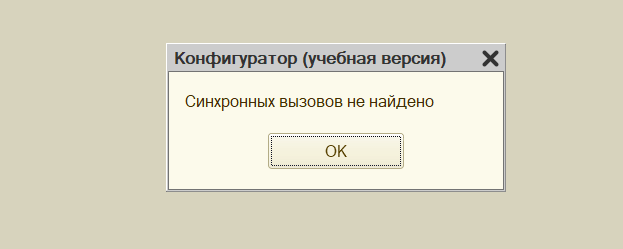 Конфигуратор (учебная версия)
Синхронных вызовов не найдено
OK